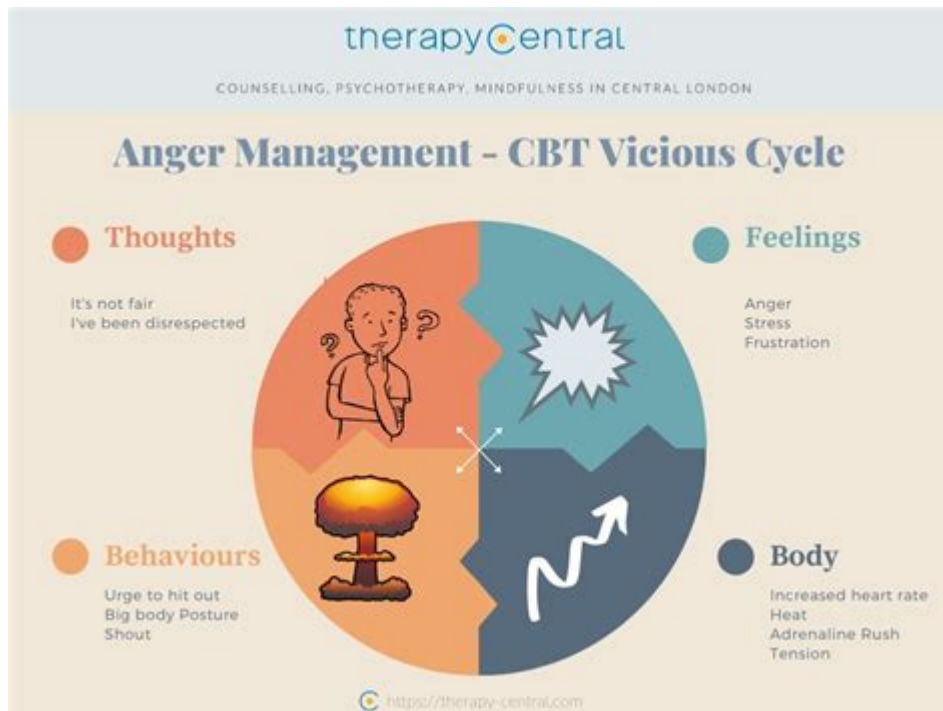 therapy Central
COUNSELLING, PSYCHOTHERAPY, MINDFULNESS IN CENTRAL LONDON
Anger Management - CBT Vicious Cycle
Thoughts
It's not fair
I've been disrespected
Feelings
Anger
Stress
Frustration
? ?
Behaviours
Urge to hit out
Big body Posture
Shout
Body
Increased heart rate
Heat
Adrenaline Rush
Tension
https://therapy-central.com